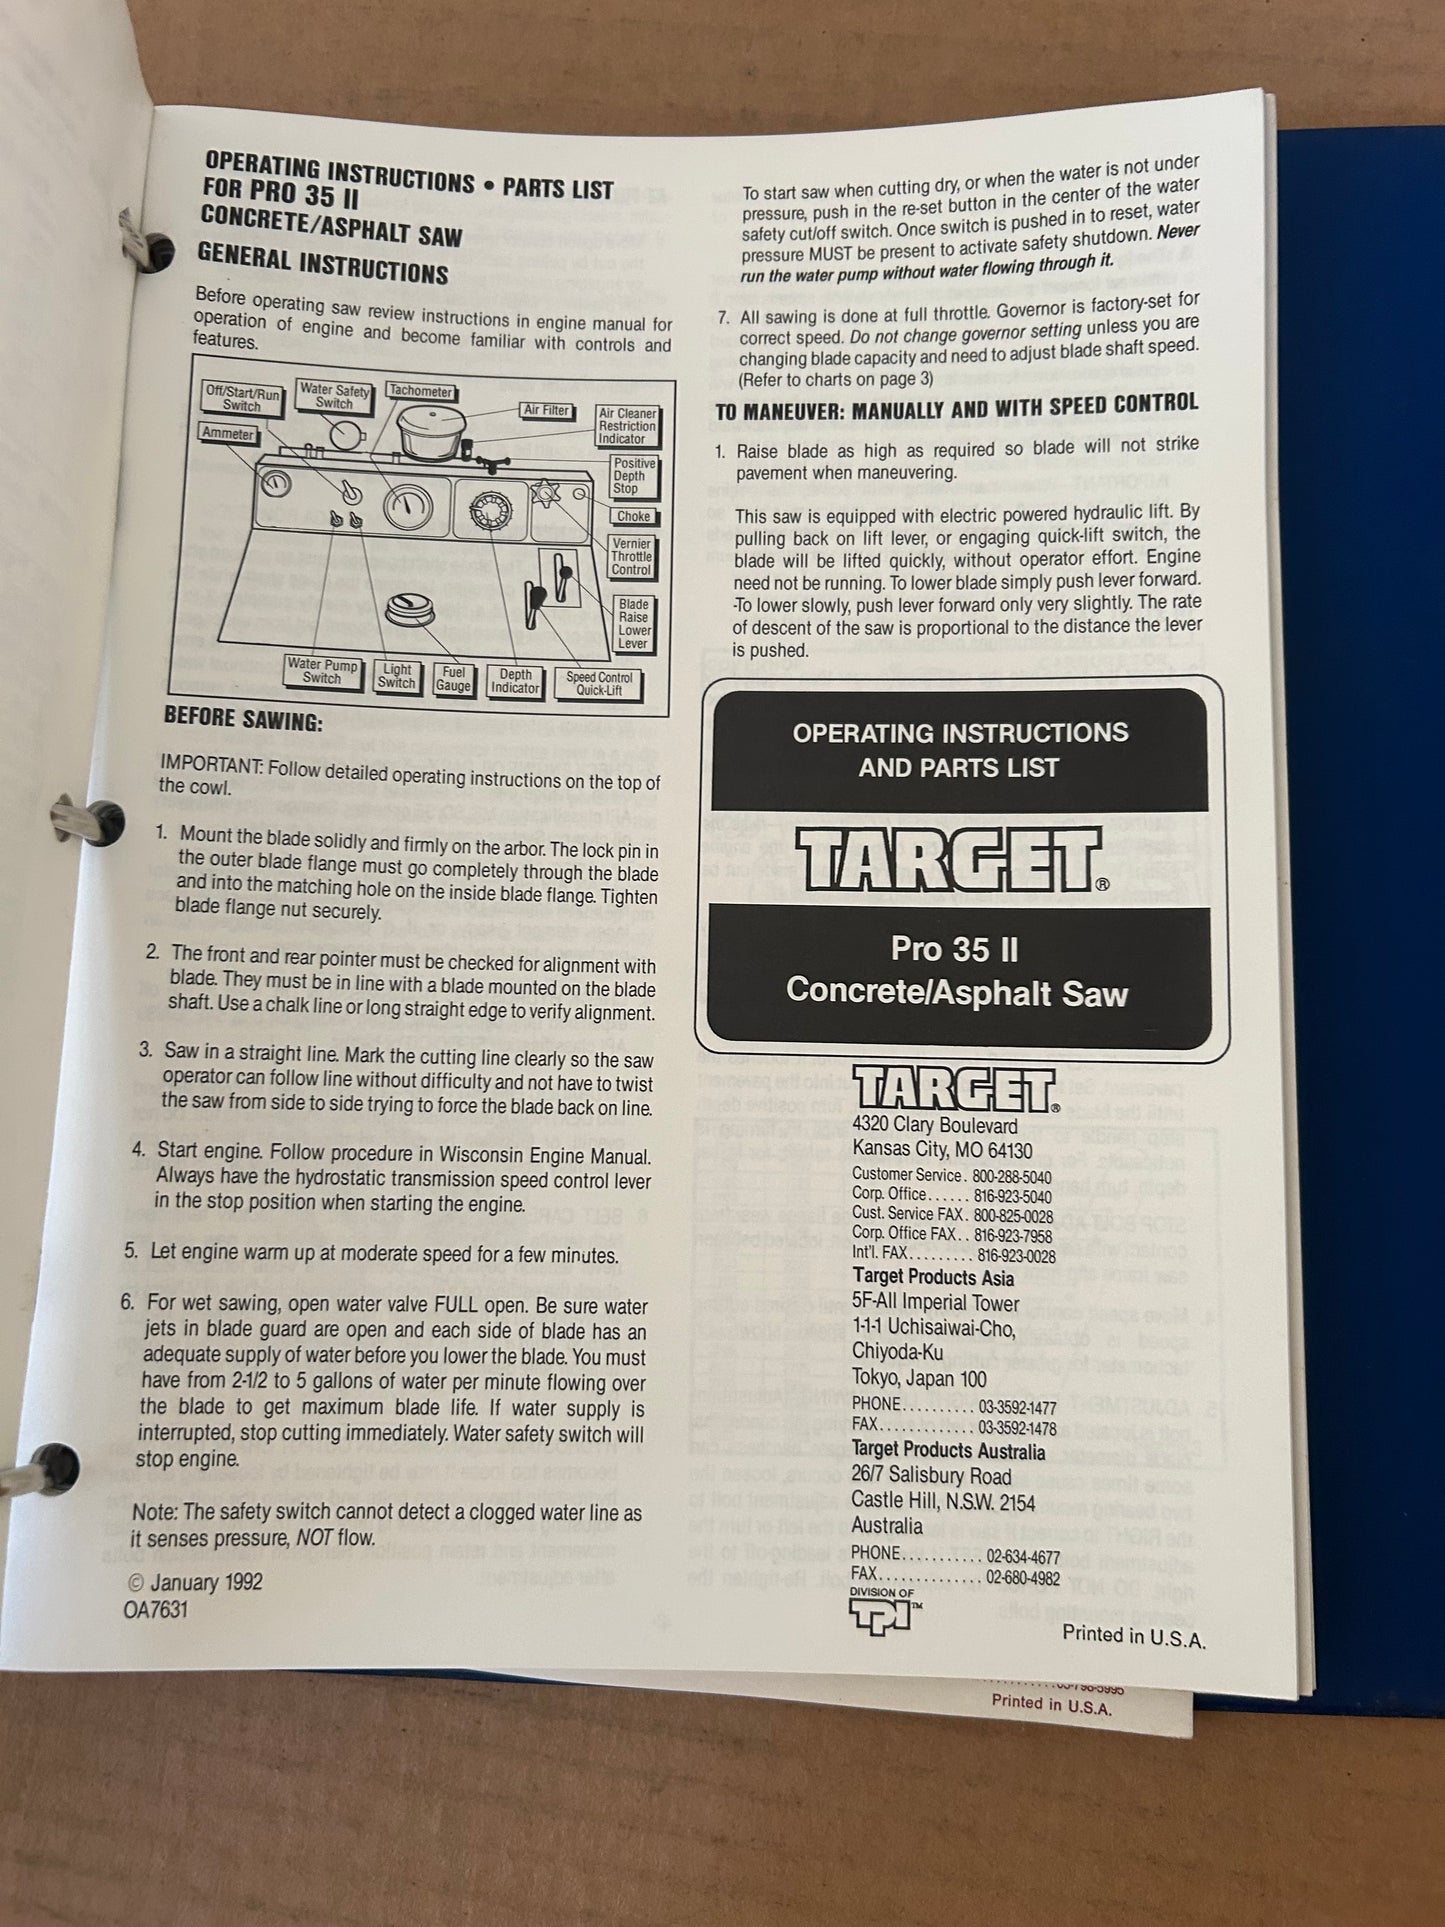 OPERATING INSTRUCTIONS • PARTS LIST
FOR PRO 35 II
CONCRETE/ASPHALT SAW
GENERAL INSTRUCTIONS
Before operating saw review instructions in engine manual for
operation of engine and become familiar with controls and
features.
Off/Start/Run
Switch
Water Safety
Switch
Tachometer
Air Filter
Air Cleaner
Restriction
Indicator
Ammeter
Positive
Depth
Stop
Choke
Vernier
Throttle
Control
Blade
Raise
Lower
Lever
Water Pump
Switch
Light
Switch
Fuel
Gauge
Depth
Indicator
Speed Control
Quick-Lift
BEFORE SAWING:
IMPORTANT: Follow detailed operating instructions on the top of
the cowl.
1. Mount the blade solidly and firmly on the arbor. The lock pin in
the outer blade flange must go completely through the blade
and into the matching hole on the inside blade flange. Tighten
blade flange nut securely.
2. The front and rear pointer must be checked for alignment with
blade. They must be in line with a blade mounted on the blade
shaft. Use a chalk line or long straight edge to verify alignment.
3. Saw in a straight line. Mark the cutting line clearly so the saw
operator can follow line without difficulty and not have to twist
the saw from side to side trying to force the blade back on line.
4. Start engine. Follow procedure in Wisconsin Engine Manual.
Always have the hydrostatic transmission speed control lever
in the stop position when starting the engine.
5. Let engine warm up at moderate speed for a few minutes.
6. For wet sawing, open water valve FULL open. Be sure water
jets in blade guard are open and each side of blade has an
adequate supply of water before you lower the blade. You must
have from 2-1/2 to 5 gallons of water per minute flowing over
the blade to get maximum blade life. If water supply is
interrupted, stop cutting immediately. Water safety switch will
stop engine.
Note: The safety switch cannot detect a clogged water line as
it senses pressure, NOT flow.
© January 1992
OA7631
To start saw when cutting dry, or when the water is not under
pressure, push in the re-set button in the center of the water
safety cut/off switch. Once switch is pushed in to reset, water
pressure MUST be present to activate safety shutdown. Never
run the water pump without water flowing through it.
7. All sawing is done at full throttle. Governor is factory-set for
correct speed. Do not change governor setting unless you are
changing blade capacity and need to adjust blade shaft speed.
(Refer to charts on page 3)
TO MANEUVER: MANUALLY AND WITH SPEED CONTROL
1. Raise blade as high as required so blade will not strike
pavement when maneuvering.
This saw is equipped with electric powered hydraulic lift. By
pulling back on lift lever, or engaging quick-lift switch, the
blade will be lifted quickly, without operator effort. Engine
need not be running. To lower blade simply push lever forward.
-To lower slowly, push lever forward only very slightly. The rate
of descent of the saw is proportional to the distance the lever
is pushed.
OPERATING INSTRUCTIONS
AND PARTS LIST
TARGET®
Pro 35 II
Concrete/Asphalt Saw
TARGET®
4320 Clary Boulevard
Kansas City, MO 64130
Customer Service. 800-288-5040
Corp. Office...... 816-923-5040
Cust. Service FAX. 800-825-0028
Corp. Office FAX.. 816-923-7958
Int'l. FAX......... 816-923-0028
Target Products Asia
5F-All Imperial Tower
1-1-1 Uchisaiwai-Cho,
Chiyoda-Ku
Tokyo, Japan 100
PHONE.......... 03-3592-1477
FAX............. 03-3592-1478
Target Products Australia
26/7 Salisbury Road
Castle Hill, N.S.W. 2154
Australia
PHONE........... 02-634-4677
FAX.............. 02-680-4982
DIVISION OF
TPI™
Printed in U.S.A.
Printed in U.S.A.